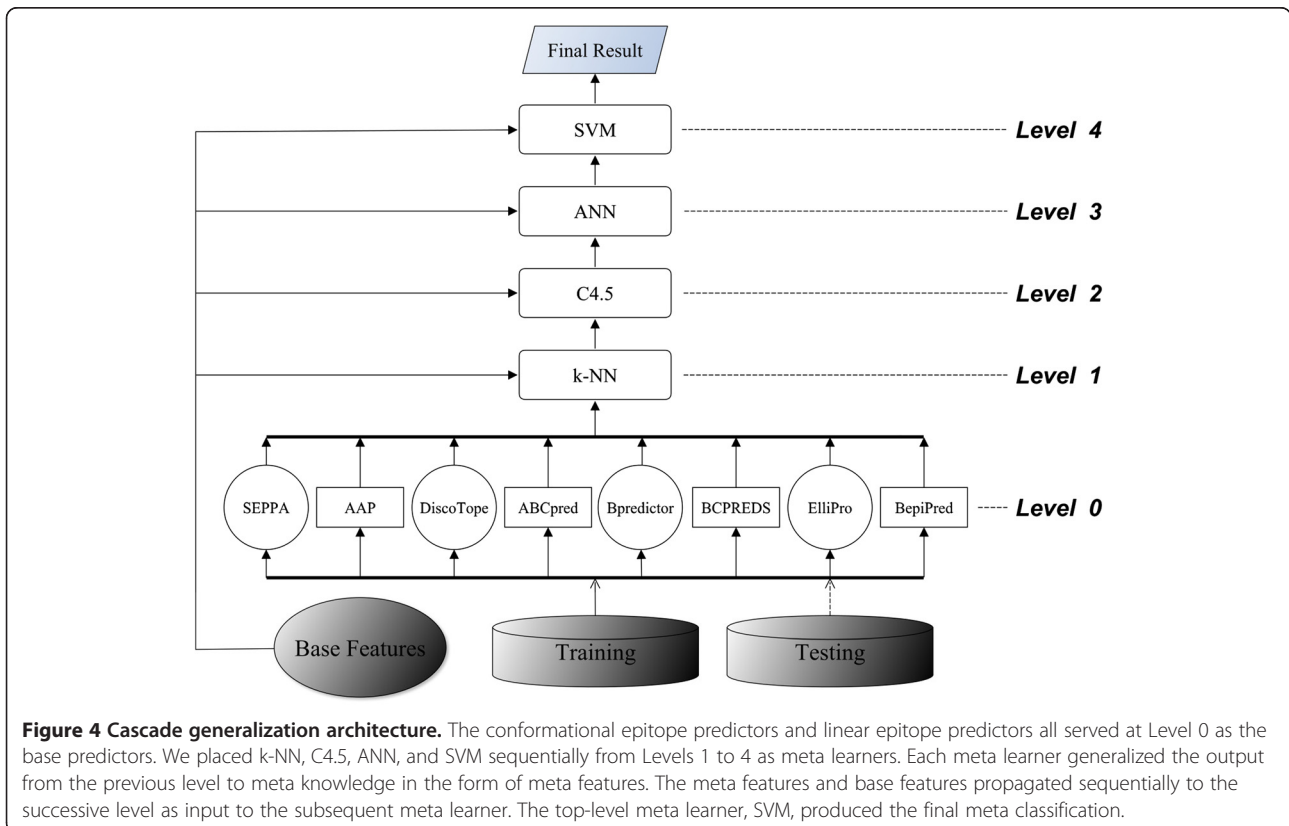 Final Result
SVM
Level 4
ANN
Level 3
C4.5
Level 2
k-NN
Level 1
SEPPA AAP DiscoTope ABCpred Bpredictor BCPREDS ElliPro BepiPred
Level 0
Base Features Training Testing
Figure 4 Cascade generalization architecture. The conformational epitope predictors and linear epitope predictors all served at Level 0 as the
base predictors. We placed k-NN, C4.5, ANN, and SVM sequentially from Levels 1 to 4 as meta learners. Each meta learner generalized the output
from the previous level to meta knowledge in the form of meta features. The meta features and base features propagated sequentially to the
successive level as input to the subsequent meta learner. The top-level meta learner, SVM, produced the final meta classification.